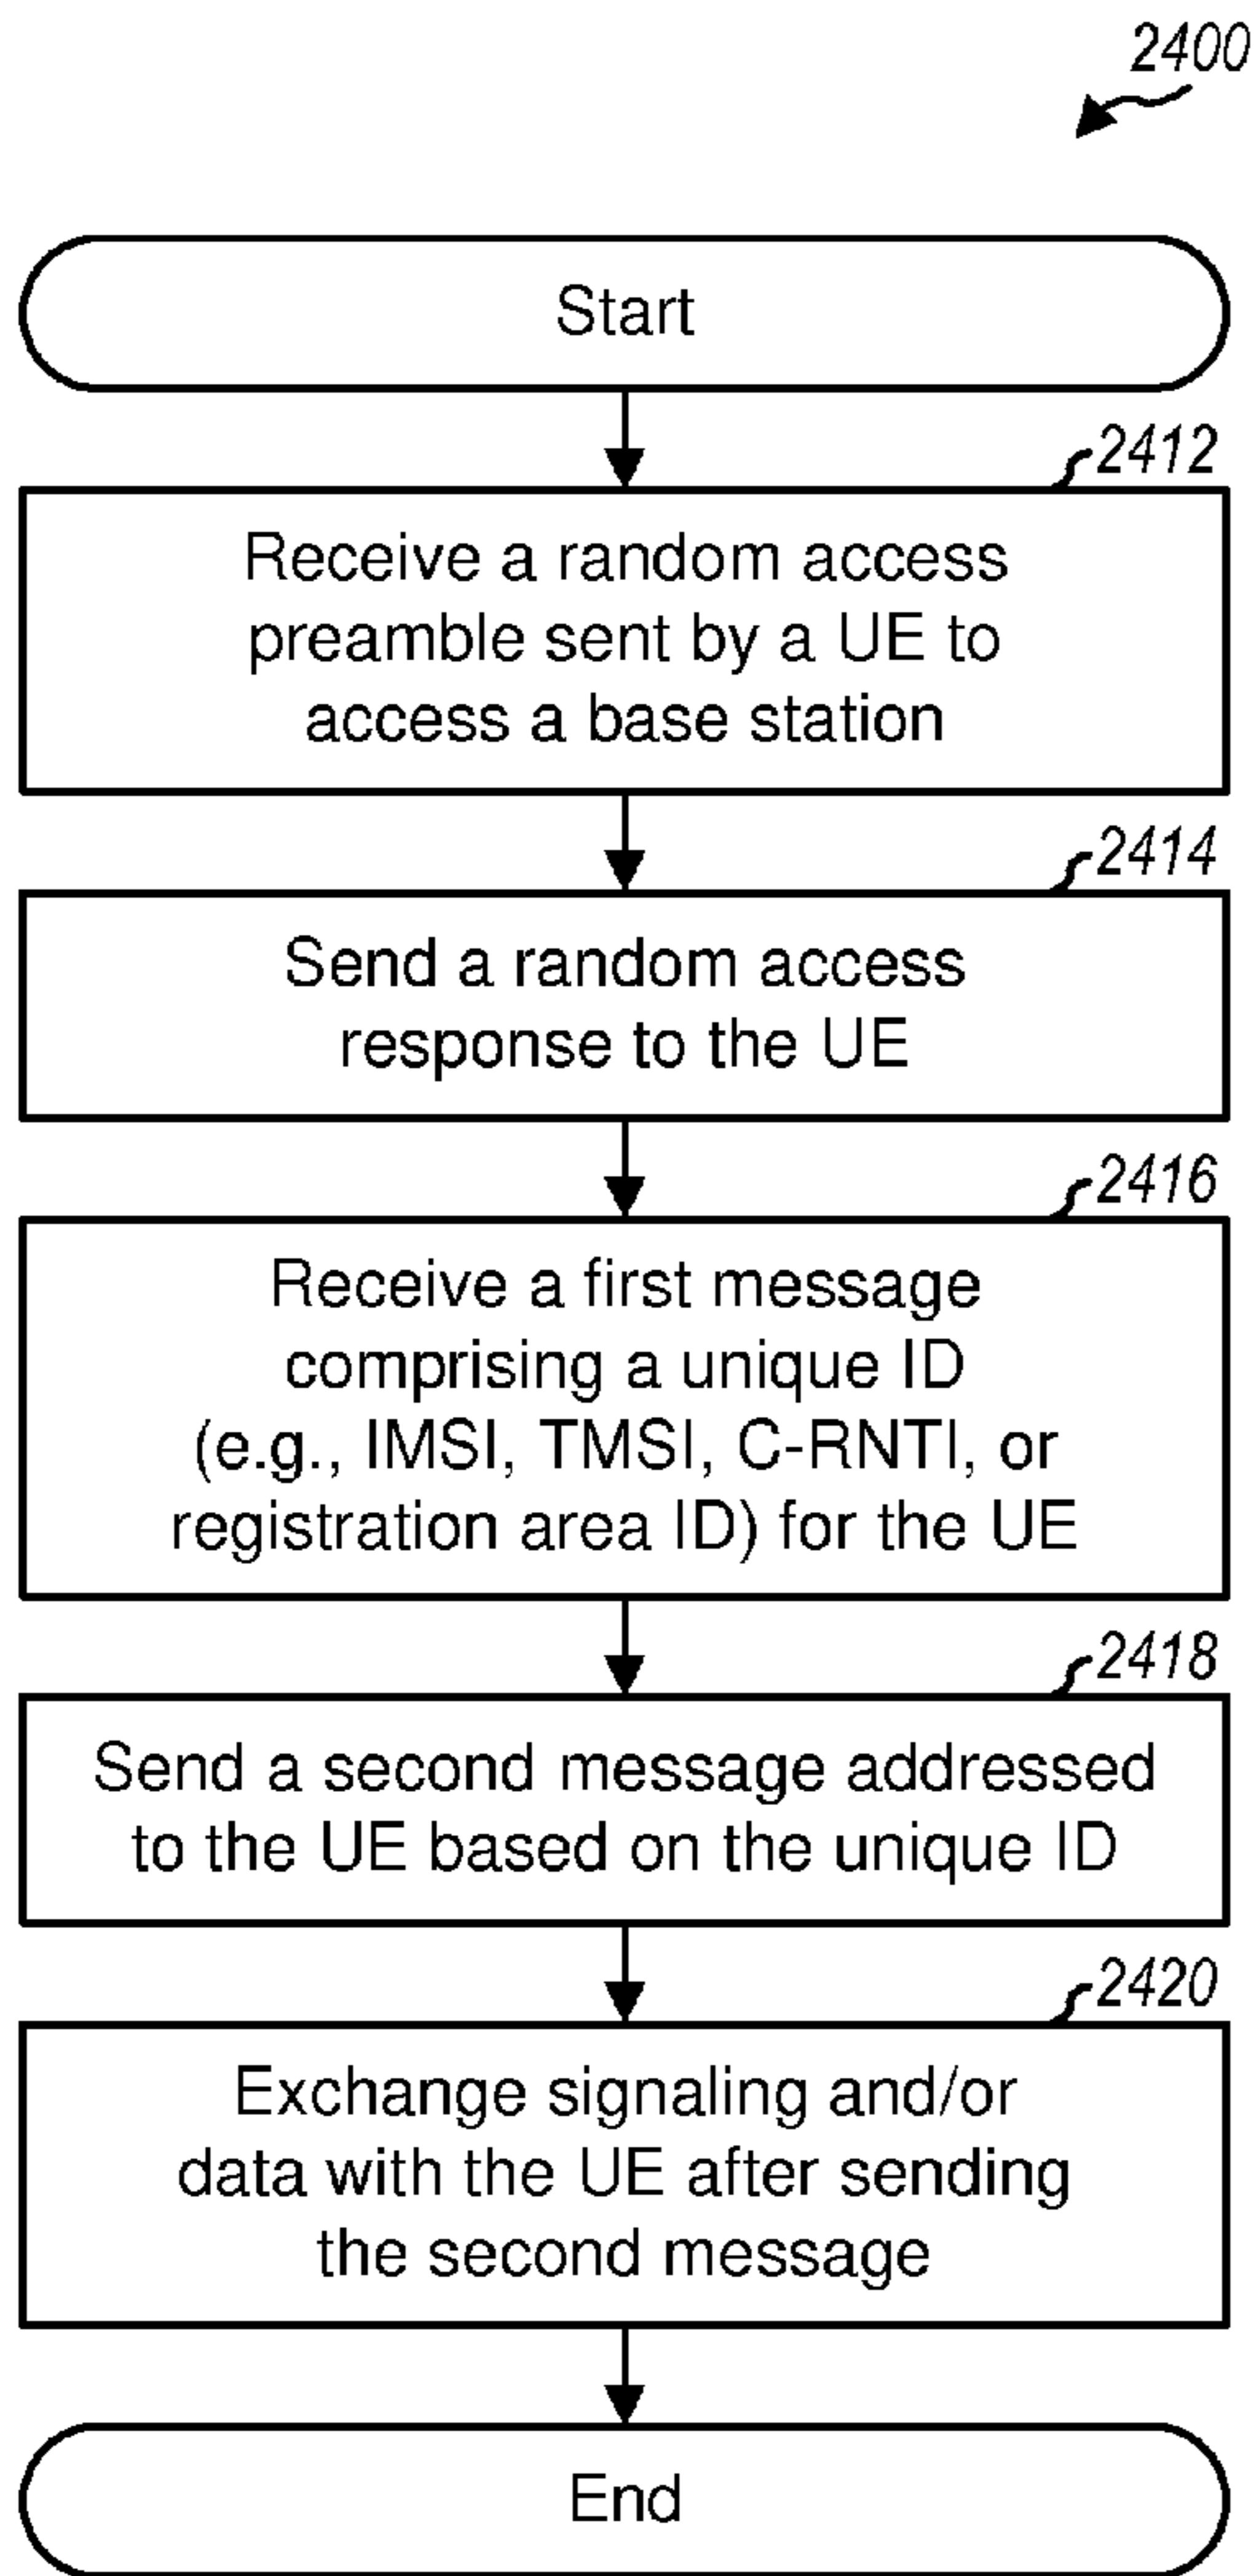 2400
Start
2412
Receive a random access
preamble sent by a UE to
access a base station
2414
Send a random access
response to the UE
2416
Receive a first message
comprising a unique ID
(e.g., IMSI, TMSI, C-RNTI, or
registration area ID) for the UE
2418
Send a second message addressed
to the UE based on the unique ID
2420
Exchange signaling and/or
data with the UE after sending
the second message
End